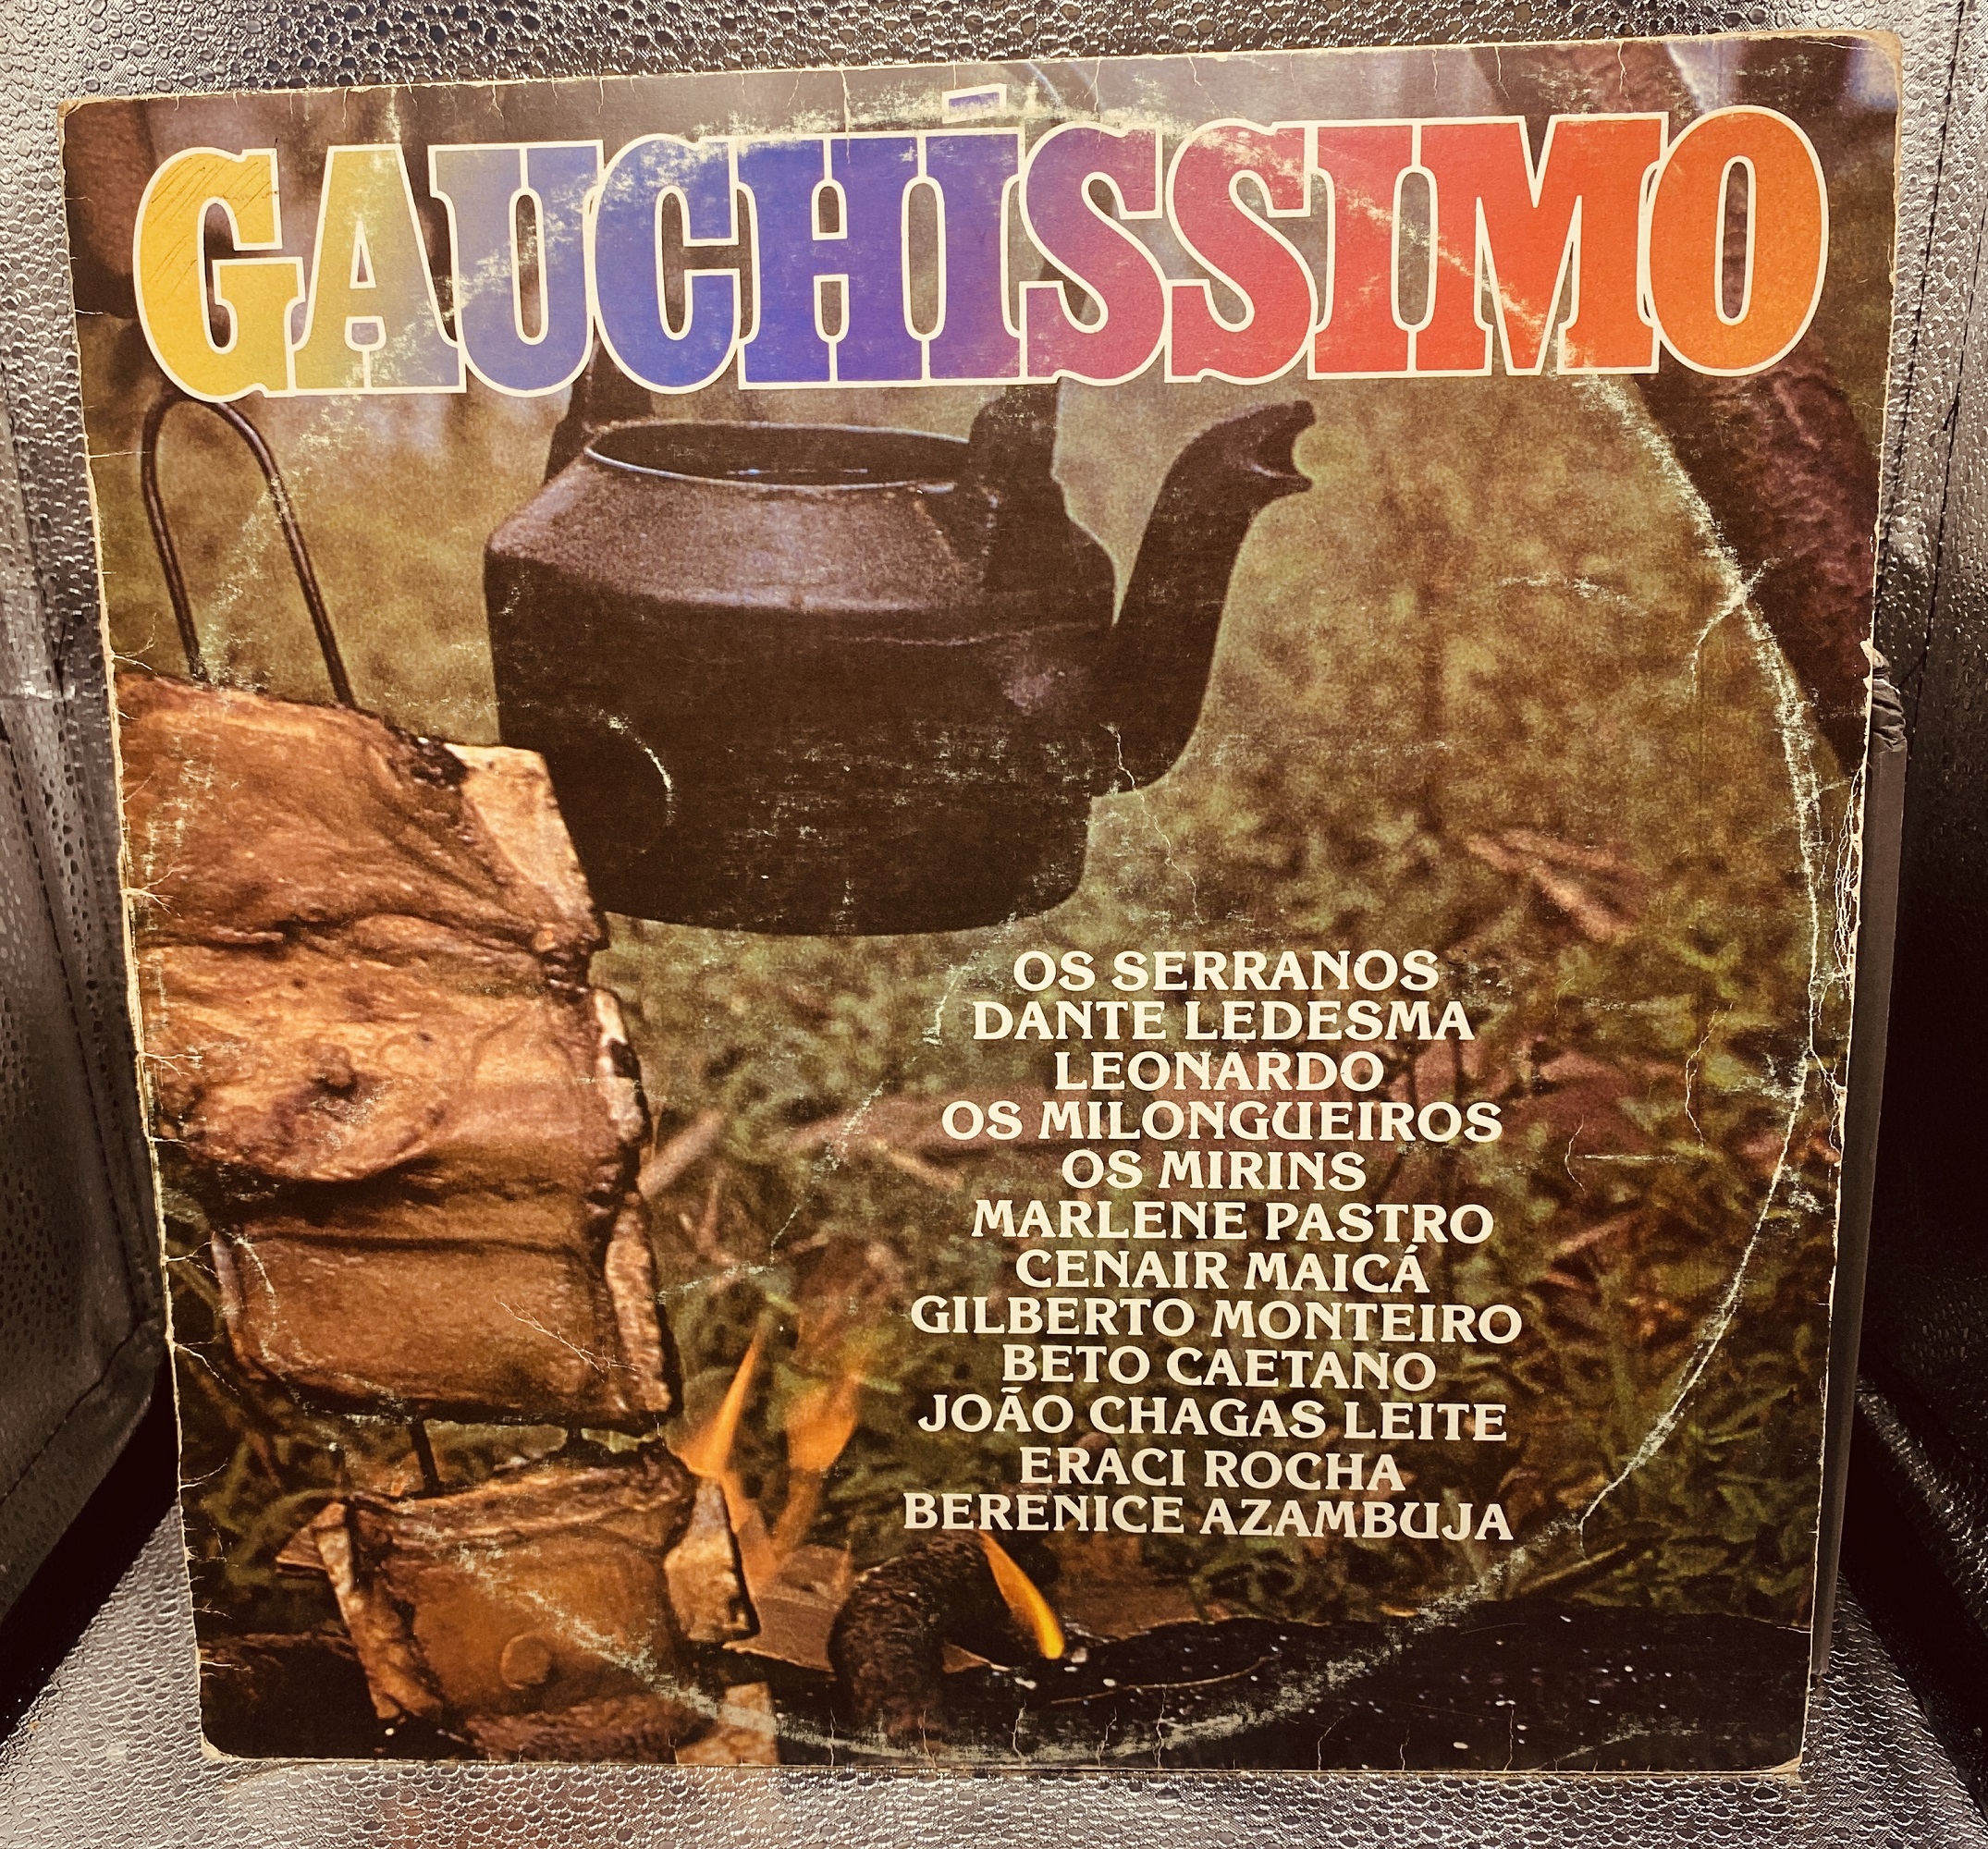 GAUCHÍSSIMO
OS SERRANOS
DANTE LEDESMA
LEONARDO
OS MILONGUEIROS
OS MIRINS
MARLENE PASTRO
CENAIR MAICÁ
GILBERTO MONTEIRO
BETO CAETANO
JOÃO CHAGAS LEITE
ERACI ROCHA
BERENICE AZAMBUJA